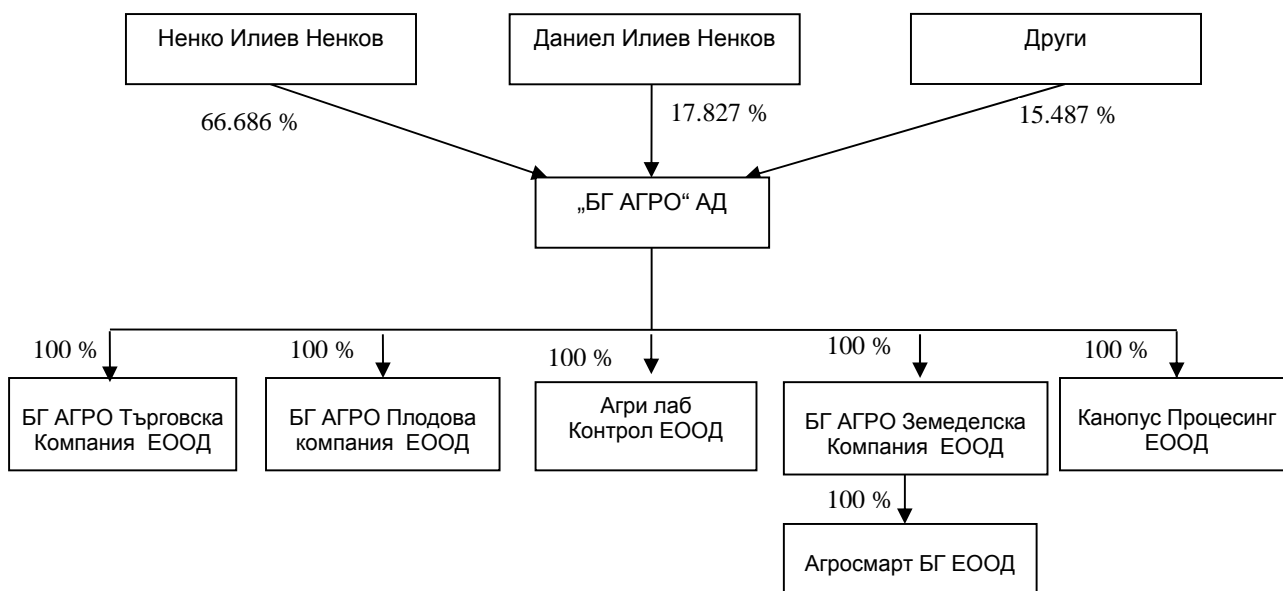 Ненко Илиев Ненков
Даниел Илиев Ненков
Други
66.686 %
17.827 %
15.487 %
„БГ АГРО“ АД
100 %
100 %
100 %
100 %
100 %
БГ АГРО Търговска
Компания ЕООД
БГ АГРО Плодова
компания ЕООД
Агри лаб
Контрол ЕООД
БГ АГРО Земеделска
Компания ЕООД
Канопус Процесинг
ЕООД
100 %
Агросмарт БГ ЕООД